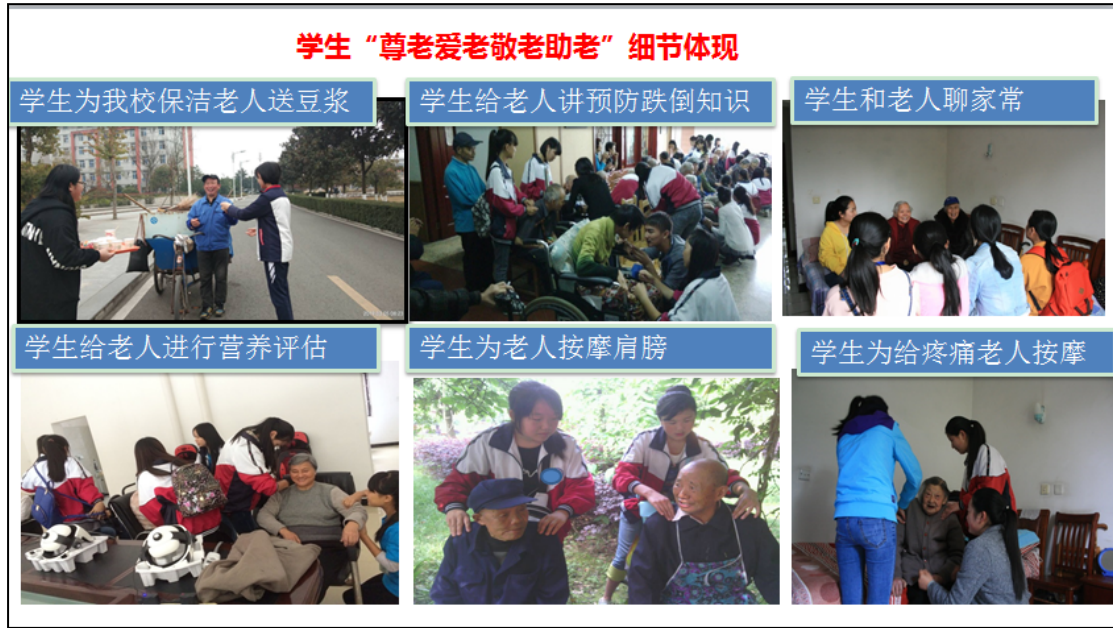 学生“尊老爱老敬老助老”细节体现
学生为我校保洁老人送豆浆
学生给老人讲预防跌倒知识
学生和老人聊家常
学生给老人进行营养评估
学生为老人按摩肩膀
学生为给疼痛老人按摩